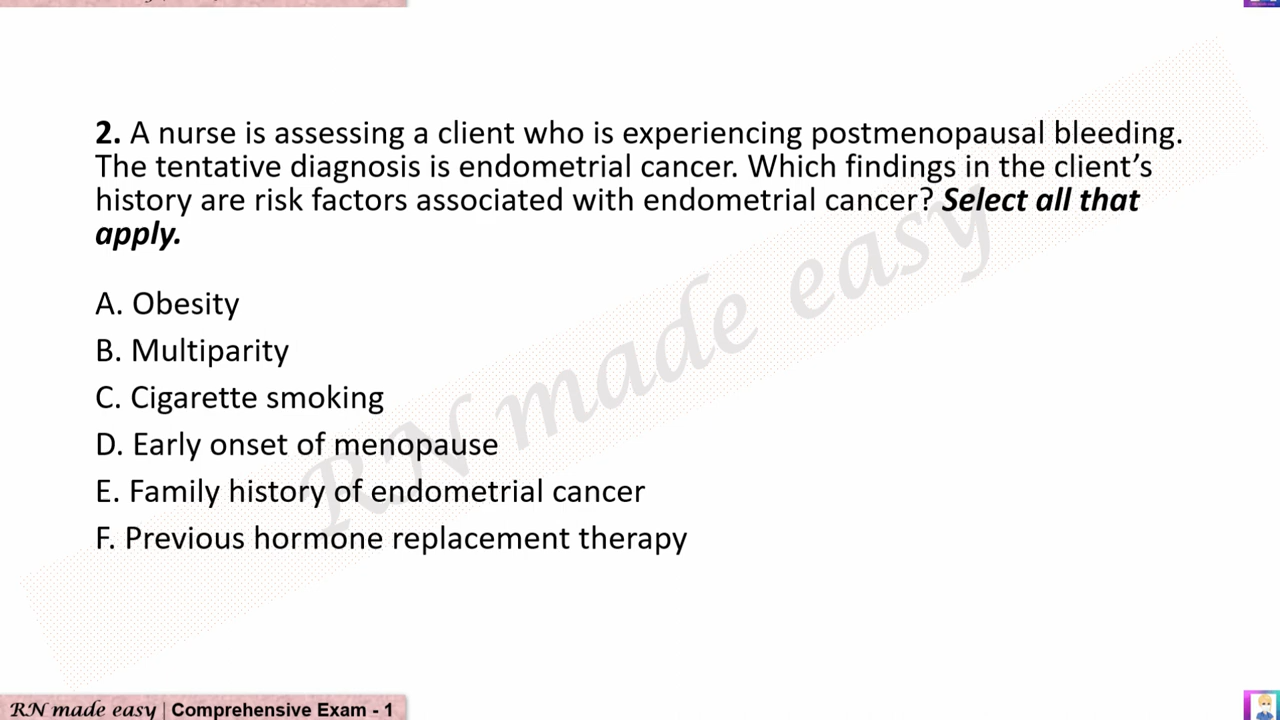 2. A nurse is assessing a client who is experiencing postmenopausal bleeding.
The tentative diagnosis is endometrial cancer. Which findings in the client’s
history are risk factors associated with endometrial cancer? Select all that
apply.
A. Obesity
B. Multiparity
C. Cigarette smoking
D. Early onset of menopause
E. Family history of endometrial cancer
F. Previous hormone replacement therapy
RN made easy
RN made easy | Comprehensive Exam - 1